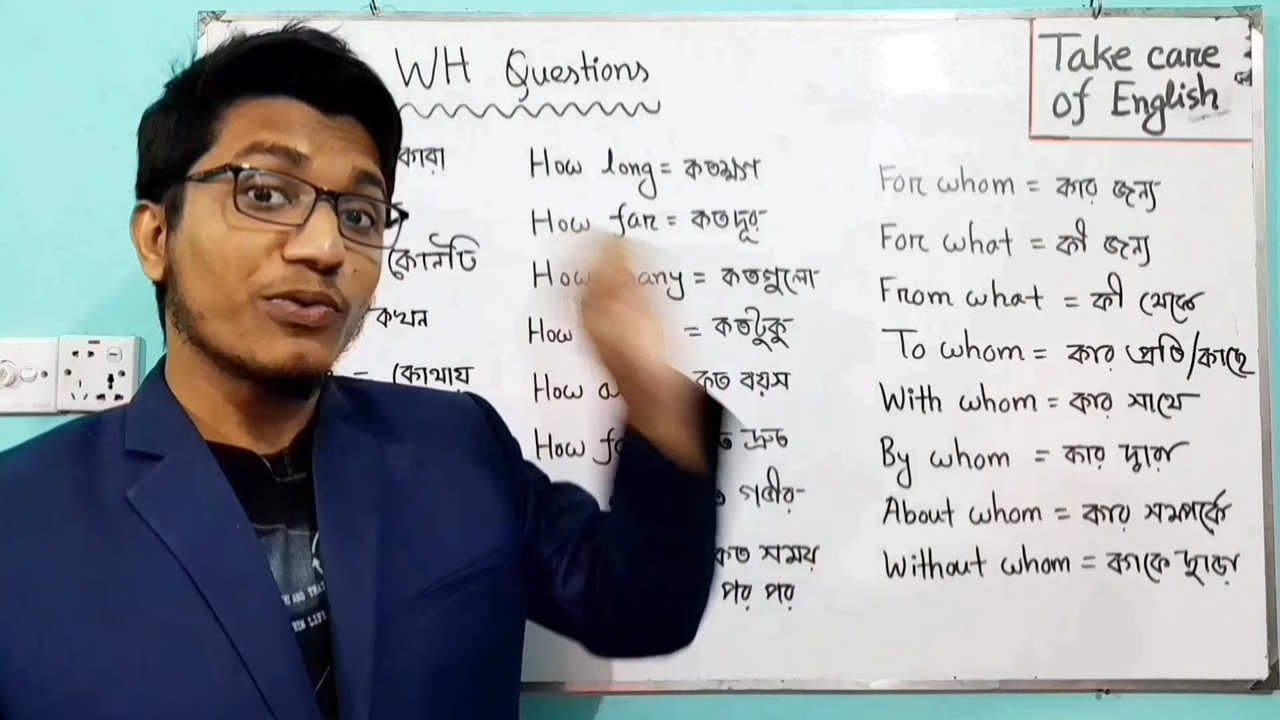 WH Questions
Take care
of English
কারা
কোনটি
কখন
= কোথায়
How long = কতক্ষণ
How far = কতদূর
How any = কতগুলো
How = কতটুকু
How কত বয়স
How দ্রুত
গভীর
কত সময়
পর পর
For whom = কার জন্য
For what = কী জন্য
From what = কী থেকে
To whom = কার প্রতি/কাছে
With whom = কার সাথে
By whom = কার দ্বারা
About whom = কার সম্পর্কে
Without whom = কাকে ছাড়া